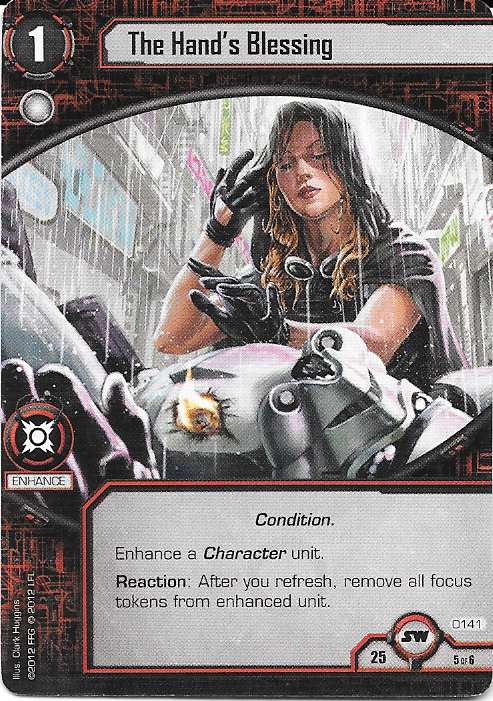 1
The Hand's Blessing
ENHANCE
Condition.
Enhance a Character unit.
Reaction: After you refresh, remove all focus
tokens from enhanced unit.
Illus. Clark Huggins
©2012 FFG © 2012 LFL
0141
SW
25
5 OF 6